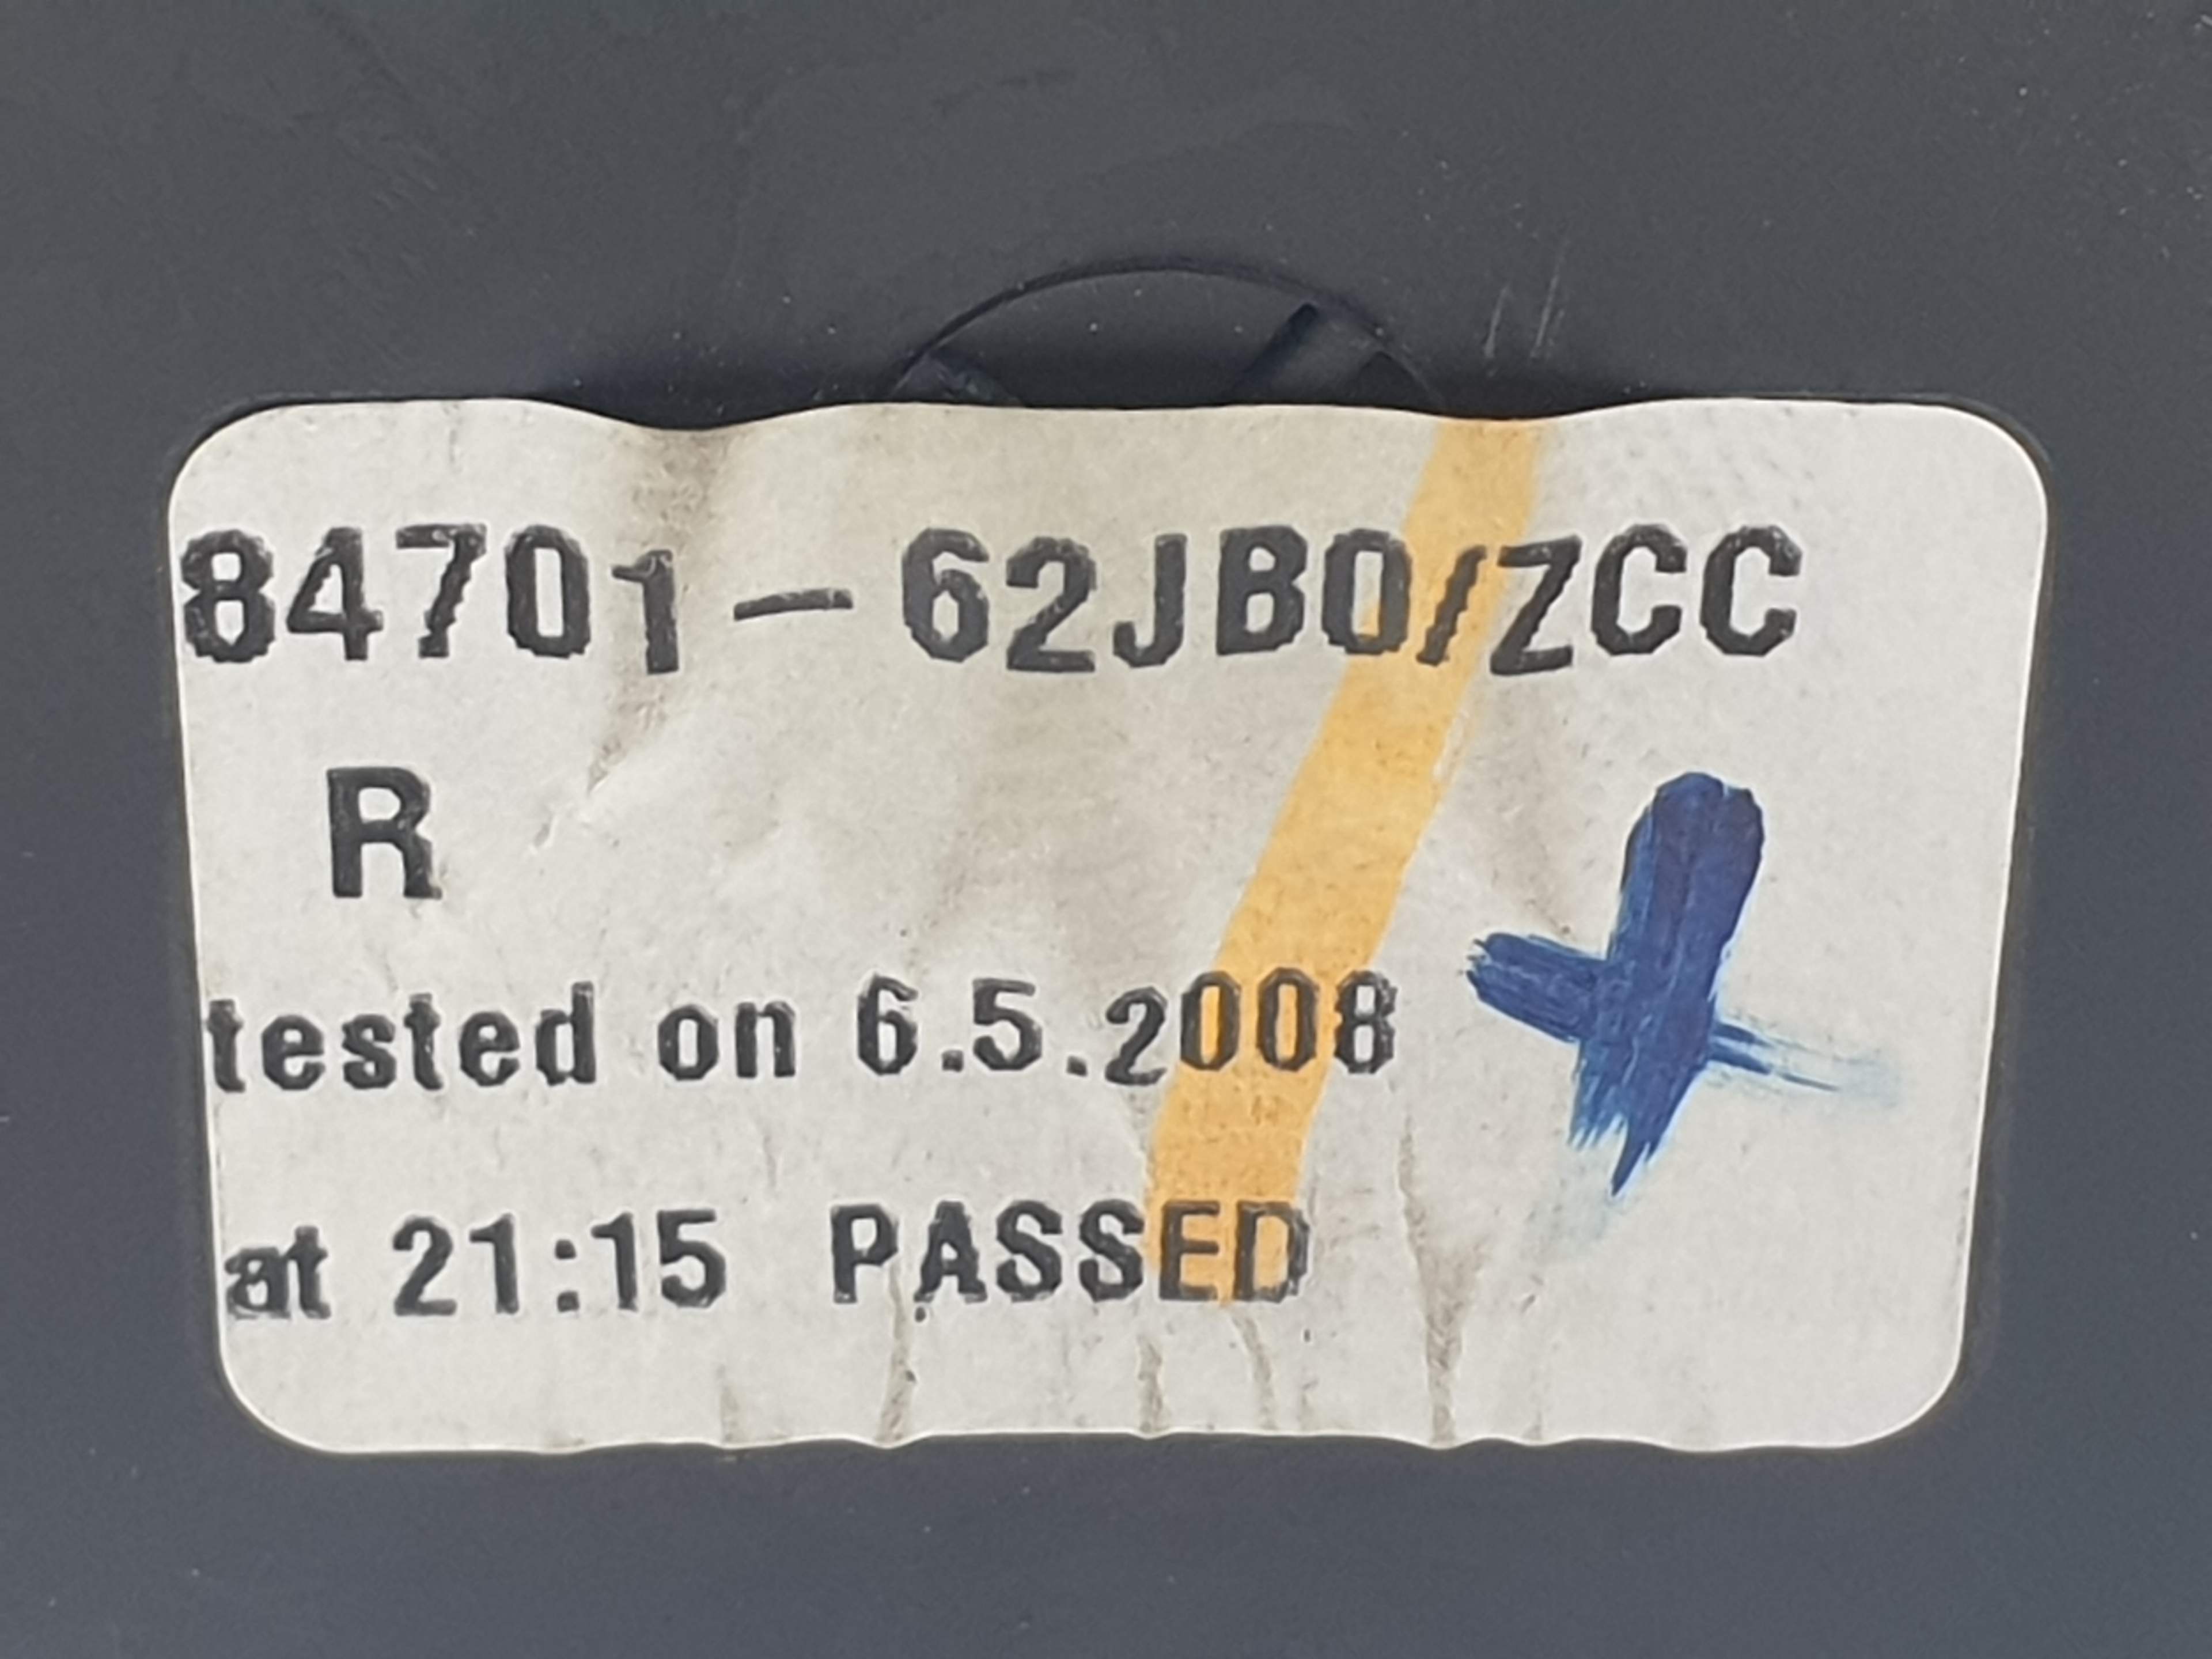 84701-62JB0/ZCC
R
tested on 6.5.2008
at 21:15 PASSED